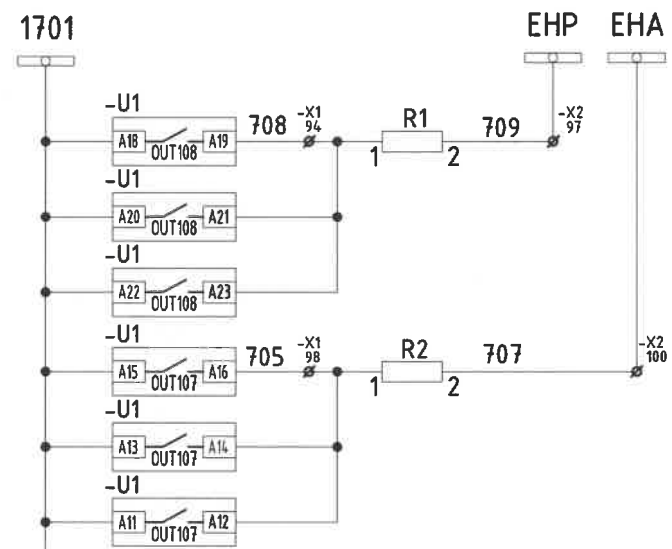 1701 EHP EHA
-U1
A18 A19 OUT108 708 -X1 94 R1 1 2 709 -X2 97
-U1
A20 A21 OUT108
-U1
A22 A23 OUT108
-U1
A15 A16 OUT107 705 -X1 98 R2 1 2 707 -X2 100
-U1
A13 A14 OUT107
-U1
A11 A12 OUT107